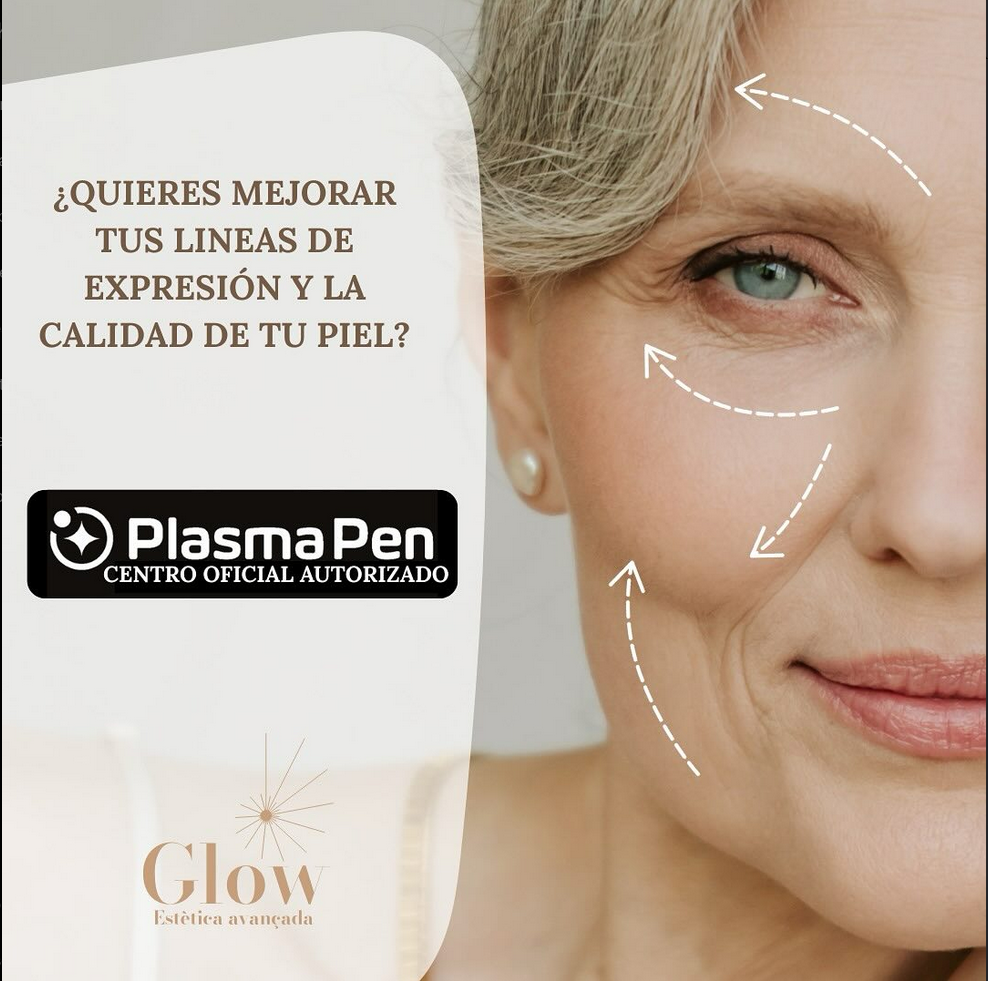 ¿QUIERES MEJORAR
TUS LINEAS DE
EXPRESIÓN Y LA
CALIDAD DE TU PIEL?
PlasmaPen
CENTRO OFICIAL AUTORIZADO
Glow
Estètica avançada